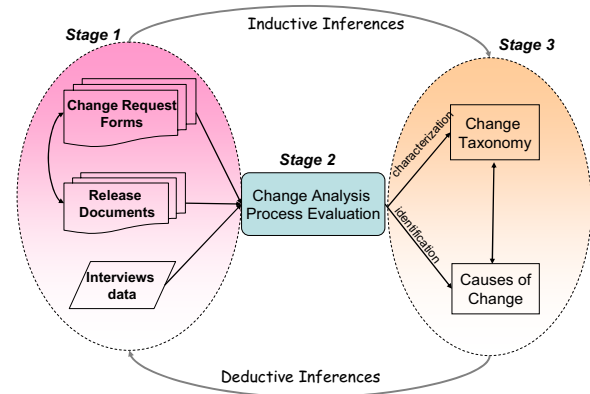 Inductive Inferences
Stage 1
Stage 3
Change Request
Forms
characterization
Change
Taxonomy
Stage 2
Change Analysis
Process Evaluation
Release
Documents
identification
Interviews
data
Causes of
Change
Deductive Inferences